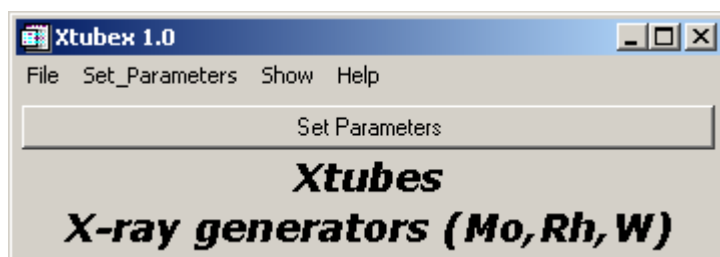 Xtubex 1.0
File Set_Parameters Show Help
Set Parameters
Xtubes
X-ray generators (Mo,Rh,W)